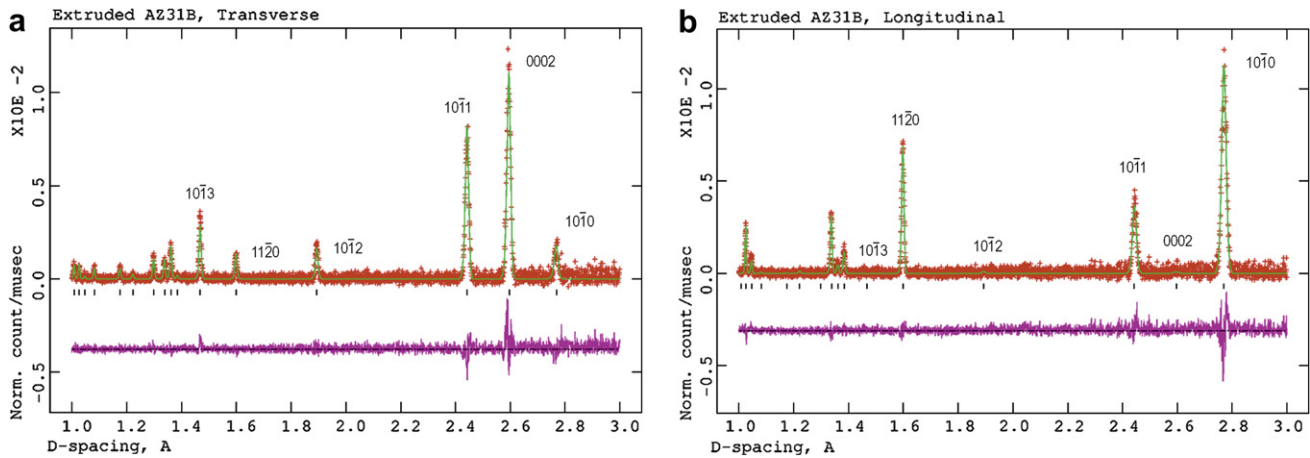 a
Extruded AZ31B, Transverse
X10E -2
Norm. count/musec
1.0
0.5
0.0
−0.5
0002
101̄1
101̄3
112̄0
101̄2
101̄0
1.0 1.2 1.4 1.6 1.8 2.0 2.2 2.4 2.6 2.8 3.0
D-spacing, A
b
Extruded AZ31B, Longitudinal
X10E -2
Norm. count/musec
1.0
0.5
0.0
−0.5
101̄0
112̄0
101̄1
101̄3
101̄2
0002
1.0 1.2 1.4 1.6 1.8 2.0 2.2 2.4 2.6 2.8 3.0
D-spacing, A